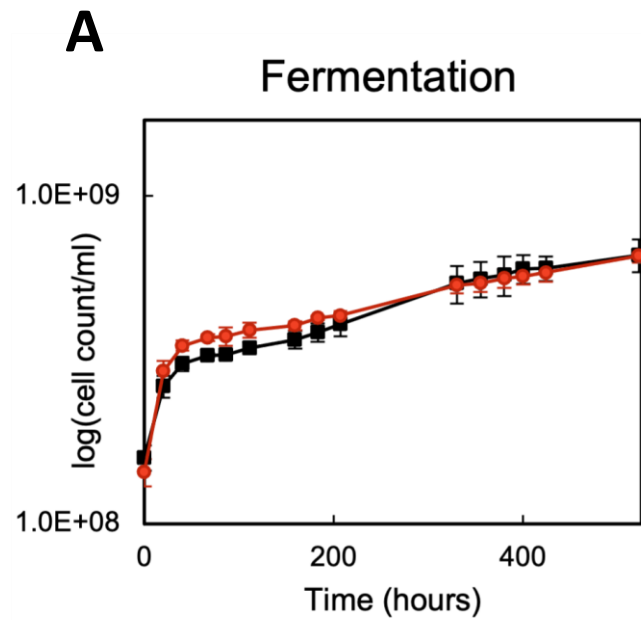 A
Fermentation
1.0E+09
log(cell count/ml)
1.0E+08
0
200
400
Time (hours)